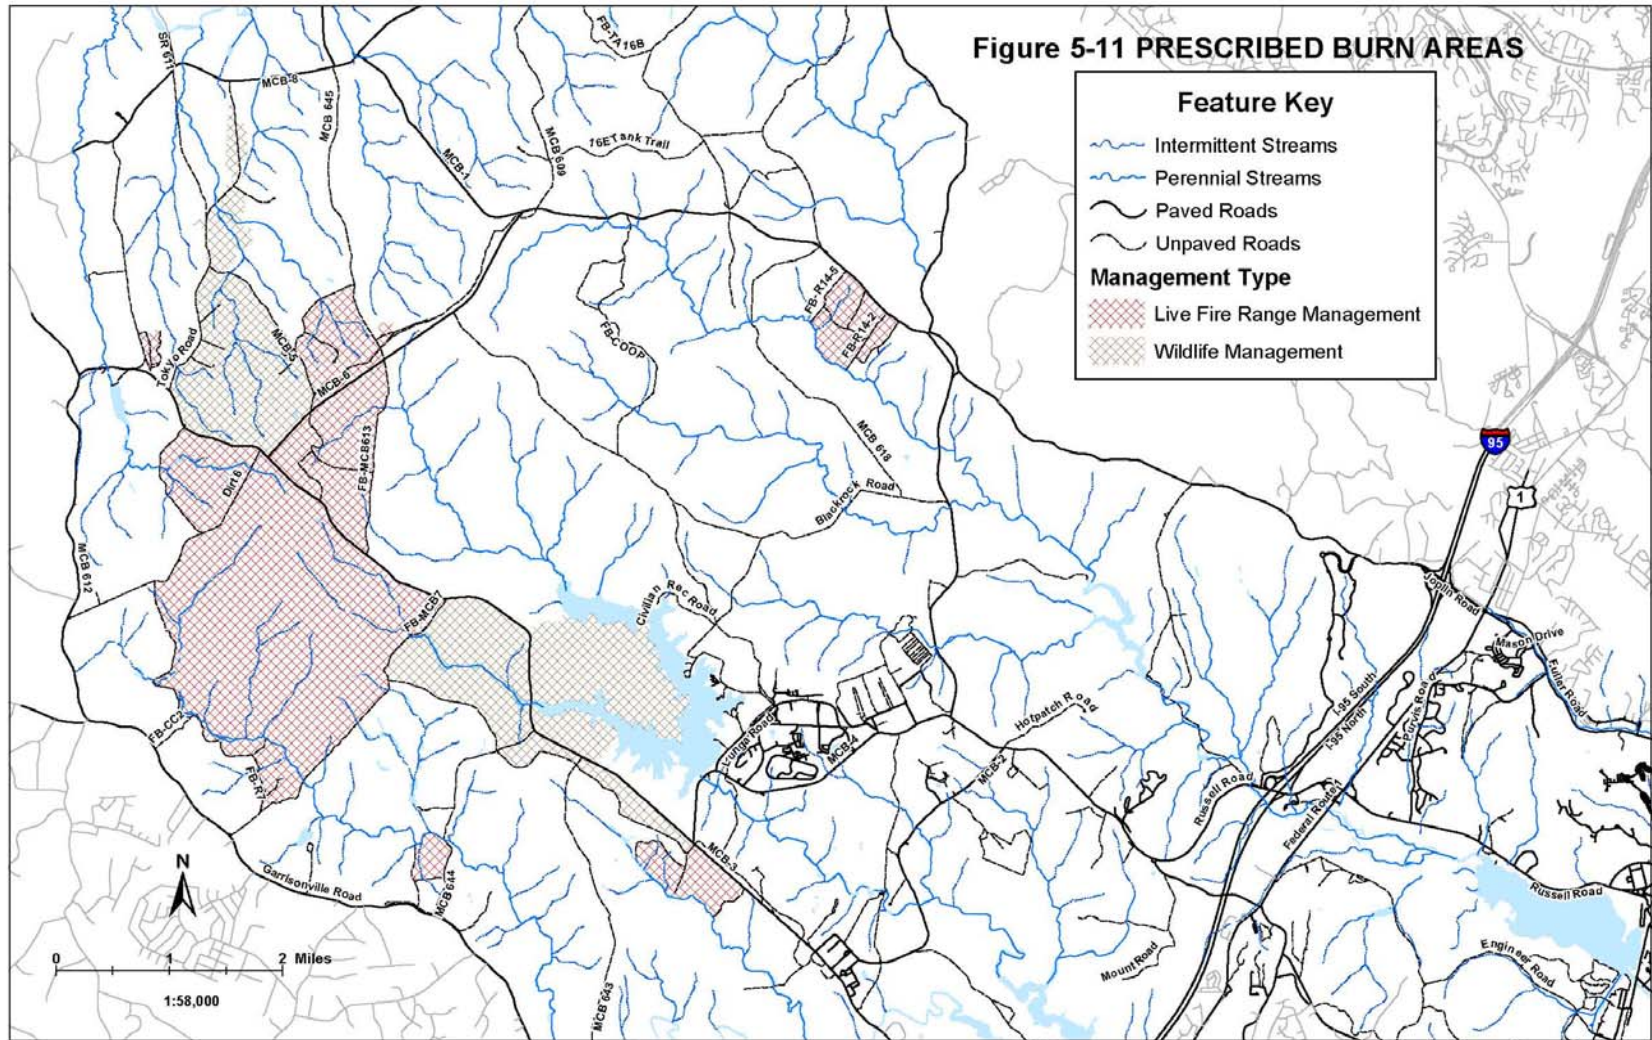 Figure 5-11 PRESCRIBED BURN AREAS
Feature Key
Intermittent Streams
Perennial Streams
Paved Roads
Unpaved Roads
Management Type
Live Fire Range Management
Wildlife Management
SR 611
FB-TA 16B
MCB-8
MCB 645
MCB-1
MCB 609
16E Tank Trail
FB-R14-5
FB-R14-2
Tokyo Road
MCB-5
MCB-6
FB-COOP
FB-MCB613
MCB 618
Blackrock Road
Dirt 6
95
1
MCB 612
FB-MCB7
Civilian Rec Road
Joplin Road
Mason Drive
Fuller Road
I-95 South
I-95 North
Purvis Road
Hotpatch Road
FB-CC2
Yunga Road
MCB-4
MCB-2
FB-R7
Russell Road
Federal Route 1
MCB-3
Garrisonville Road
MCB 644
Russell Road
Engineer Road
Mount Road
MCB 643
N
0 1 2 Miles
1:58,000